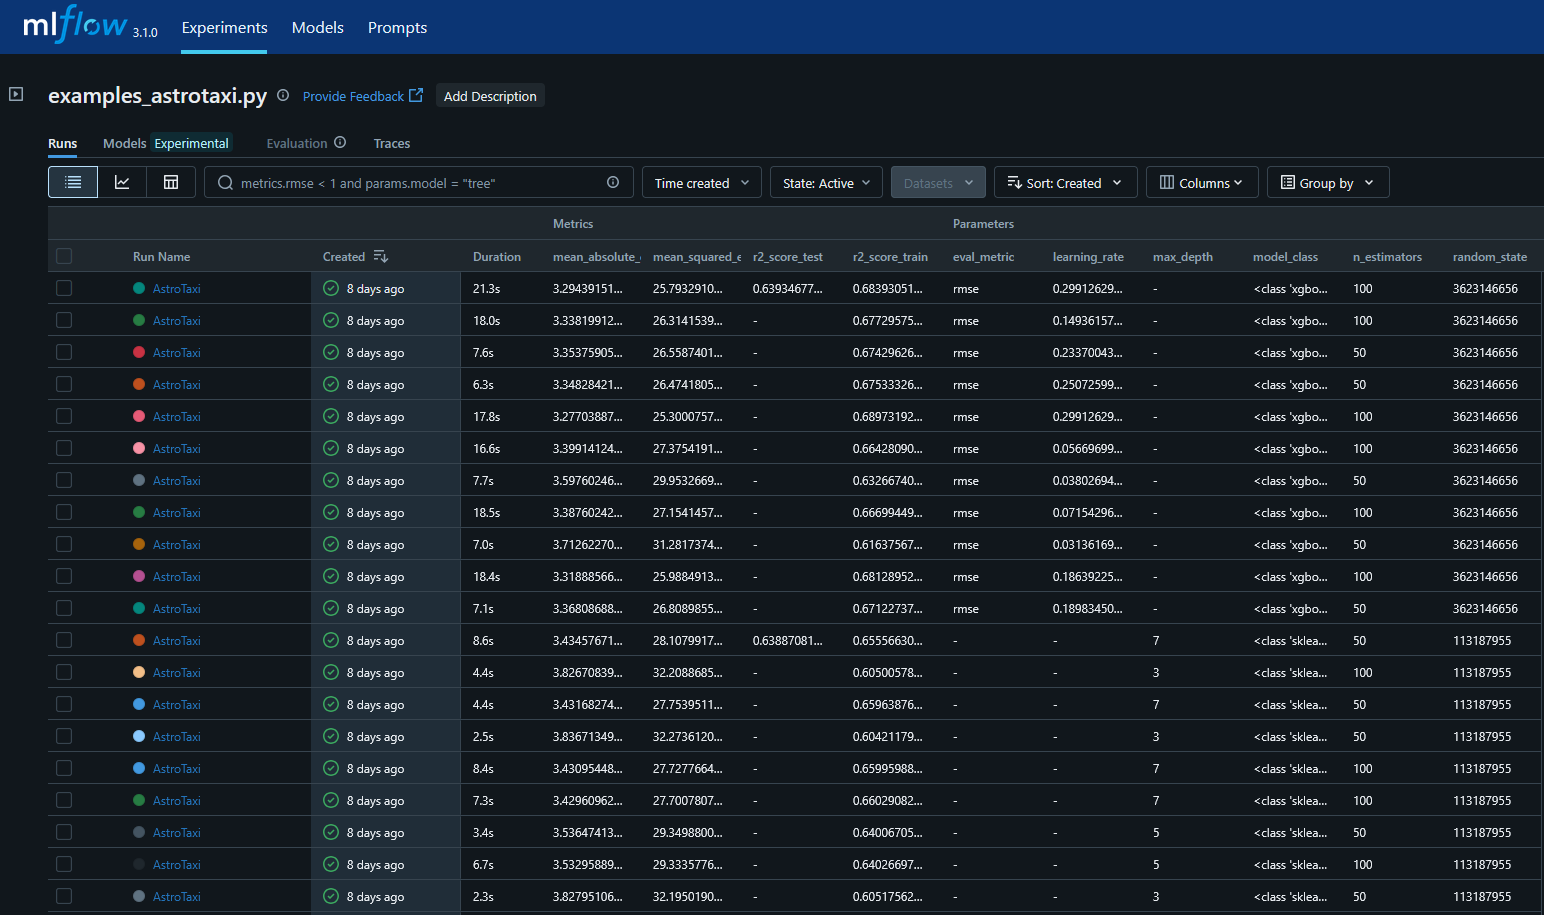 mlflow 3.1.0 Experiments Models Prompts
examples_astrotaxi.py Provide Feedback Add Description
Runs Models Experimental Evaluation Traces
metrics.rmse < 1 and params.model = "tree" Time created State: Active Datasets Sort: Created Columns Group by
Metrics Parameters
Run Name Created Duration mean_absolute_ mean_squared_e r2_score_test r2_score_train eval_metric learning_rate max_depth model_class n_estimators random_state
AstroTaxi 8 days ago 21.3s 3.29439151... 25.7932910... 0.63934677... 0.68393051... rmse 0.29912629... - <class 'xgbo... 100 3623146656
AstroTaxi 8 days ago 18.0s 3.33819912... 26.3141539... - 0.67729575... rmse 0.14936157... - <class 'xgbo... 100 3623146656
AstroTaxi 8 days ago 7.6s 3.35375905... 26.5587401... - 0.67429626... rmse 0.23370043... - <class 'xgbo... 50 3623146656
AstroTaxi 8 days ago 6.3s 3.34828421... 26.4741805... - 0.67533326... rmse 0.25072599... - <class 'xgbo... 50 3623146656
AstroTaxi 8 days ago 17.8s 3.27703887... 25.3000757... - 0.68973192... rmse 0.29912629... - <class 'xgbo... 100 3623146656
AstroTaxi 8 days ago 16.6s 3.39914124... 27.3754191... - 0.66428090... rmse 0.05669699... - <class 'xgbo... 100 3623146656
AstroTaxi 8 days ago 7.7s 3.59760246... 29.9532669... - 0.63266740... rmse 0.03802694... - <class 'xgbo... 50 3623146656
AstroTaxi 8 days ago 18.5s 3.38760242... 27.1541457... - 0.66699449... rmse 0.07154296... - <class 'xgbo... 100 3623146656
AstroTaxi 8 days ago 7.0s 3.71262270... 31.2817374... - 0.61637567... rmse 0.03136169... - <class 'xgbo... 50 3623146656
AstroTaxi 8 days ago 18.4s 3.31888566... 25.9884913... - 0.68128952... rmse 0.18639225... - <class 'xgbo... 100 3623146656
AstroTaxi 8 days ago 7.1s 3.36808688... 26.8089855... - 0.67122737... rmse 0.18983450... - <class 'xgbo... 50 3623146656
AstroTaxi 8 days ago 8.6s 3.43457671... 28.1079917... 0.63887081... 0.65556630... - - 7 <class 'sklea... 50 113187955
AstroTaxi 8 days ago 4.4s 3.82670839... 32.2088685... - 0.60500578... - - 3 <class 'sklea... 100 113187955
AstroTaxi 8 days ago 4.4s 3.43168274... 27.7539511... - 0.65963876... - - 7 <class 'sklea... 50 113187955
AstroTaxi 8 days ago 2.5s 3.83671349... 32.2736120... - 0.60421179... - - 3 <class 'sklea... 50 113187955
AstroTaxi 8 days ago 8.4s 3.43095448... 27.7277664... - 0.65995988... - - 7 <class 'sklea... 100 113187955
AstroTaxi 8 days ago 7.3s 3.42960962... 27.7007807... - 0.66029082... - - 7 <class 'sklea... 100 113187955
AstroTaxi 8 days ago 3.4s 3.53647413... 29.3498800... - 0.64006705... - - 5 <class 'sklea... 50 113187955
AstroTaxi 8 days ago 6.7s 3.53295889... 29.3335776... - 0.64026697... - - 5 <class 'sklea... 100 113187955
AstroTaxi 8 days ago 2.3s 3.82795106... 32.1950190... - 0.60517562... - - 3 <class 'sklea... 50 113187955